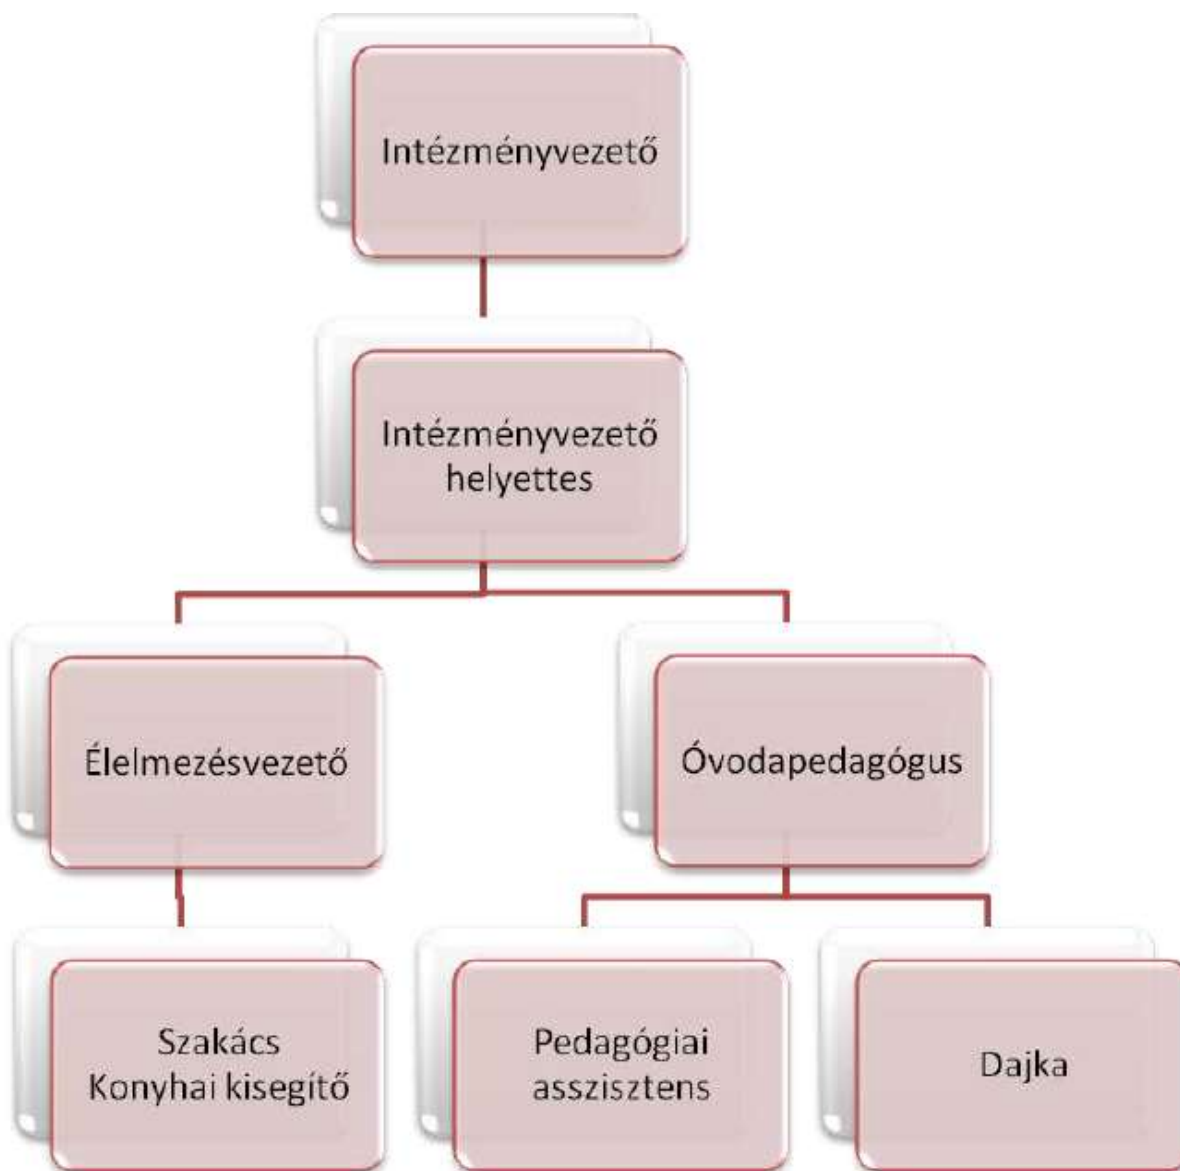 Intézményvezető
Intézményvezető
helyettes
Élelmezésvezető
Óvodapedagógus
Szakács
Konyhai kisegítő
Pedagógiai
asszisztens
Dajka